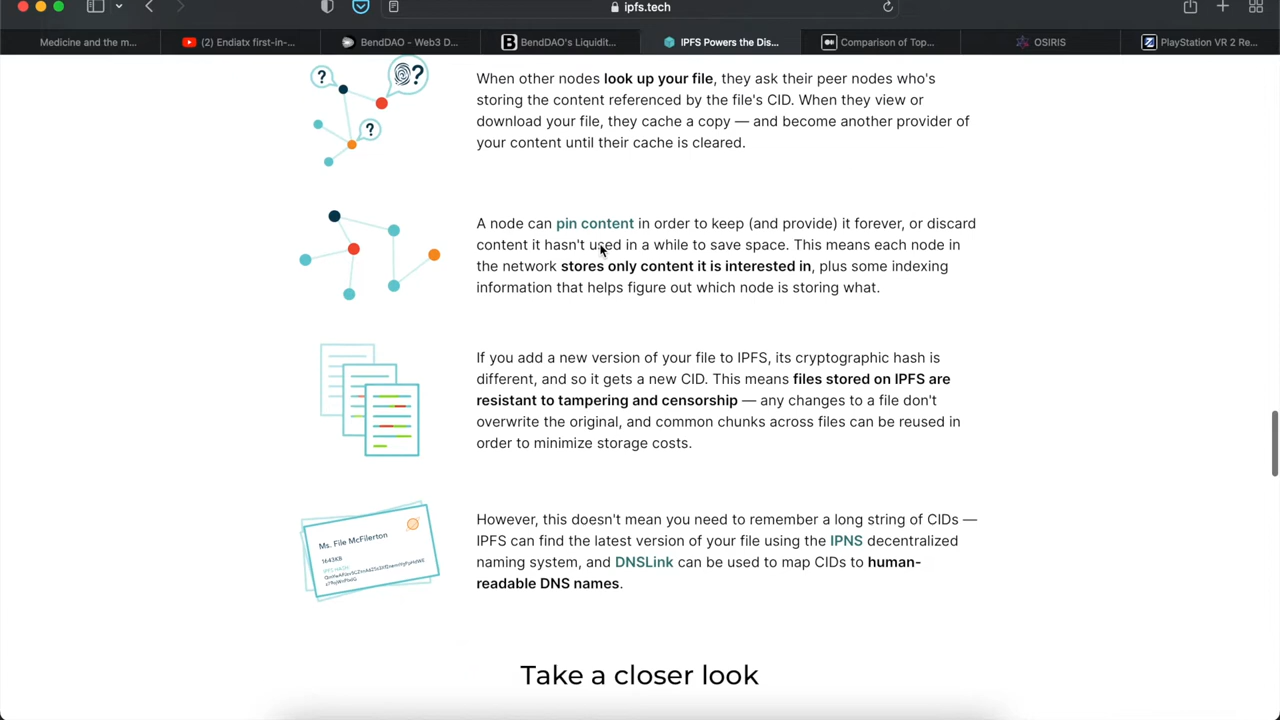 ipfs.tech
Medicine and the m...
(2) Endiatx first-in-...
BendDAO - Web3 D...
BendDAO's Liquidit...
IPFS Powers the Dis...
Comparison of Top...
OSIRIS
PlayStation VR 2 Re...
? ? ?
When other nodes look up your file, they ask their peer nodes who's
storing the content referenced by the file's CID. When they view or
download your file, they cache a copy — and become another provider of
your content until their cache is cleared.
A node can pin content in order to keep (and provide) it forever, or discard
content it hasn't used in a while to save space. This means each node in
the network stores only content it is interested in, plus some indexing
information that helps figure out which node is storing what.
If you add a new version of your file to IPFS, its cryptographic hash is
different, and so it gets a new CID. This means files stored on IPFS are
resistant to tampering and censorship — any changes to a file don't
overwrite the original, and common chunks across files can be reused in
order to minimize storage costs.
Ms. File McFilerton
1643KB
IPFS HASH
However, this doesn't mean you need to remember a long string of CIDs —
IPFS can find the latest version of your file using the IPNS decentralized
naming system, and DNSLink can be used to map CIDs to human-
readable DNS names.
Take a closer look